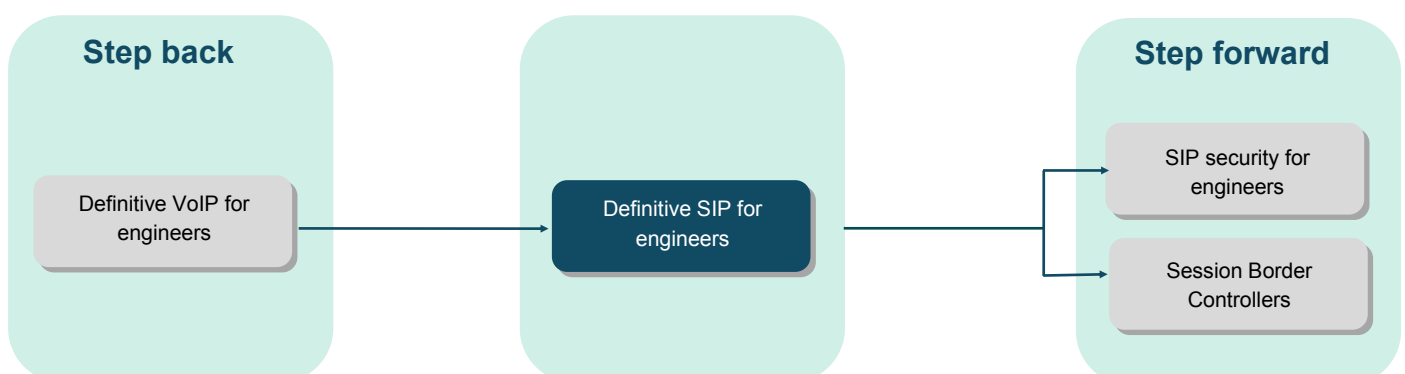 Step back
Definitive VoIP for
engineers
Definitive SIP for
engineers
Step forward
SIP security for
engineers
Session Border
Controllers